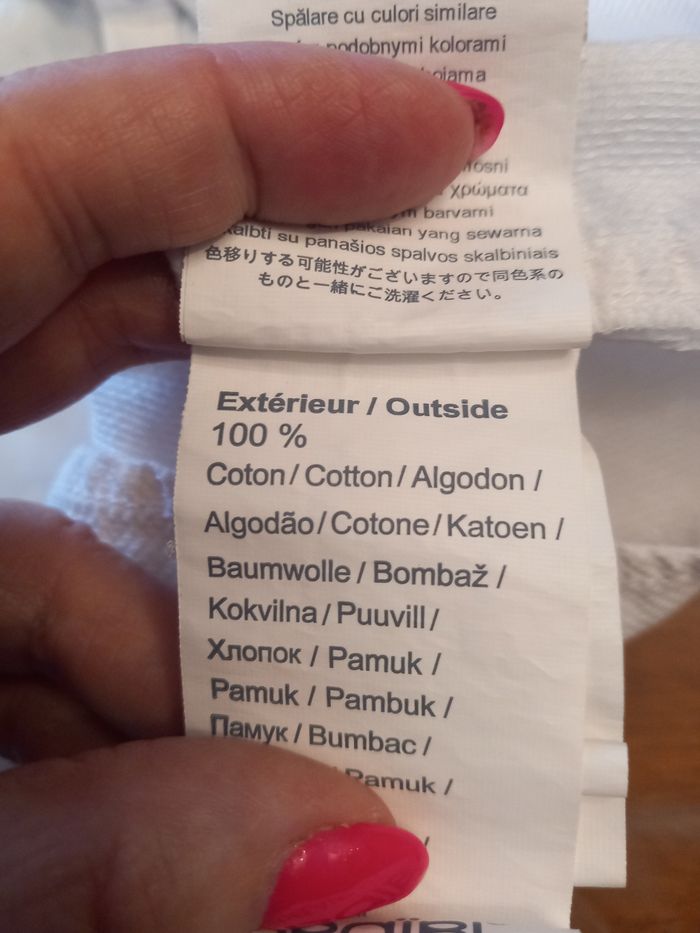 Spălare cu culori similare
podobnymi kolorami
χρώματα
barvami
pakaian yang sewarna
su panašios spalvos skalbiniais
色移りする可能性がございますので同色系の
ものと一緒にご洗濯ください。
Extérieur / Outside
100 %
Coton / Cotton / Algodon /
Algodão / Cotone / Katoen /
Baumwolle / Bombaž /
Kokvilna / Puuvill /
Хлопок / Pamuk /
Pamuk / Pambuk /
Памук / Bumbac /
/ Pamuk /
/